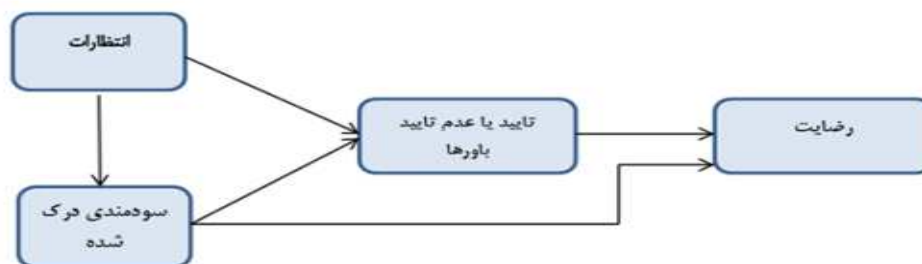 انتظارات
تایید یا عدم تایید
باورها
رضایت
سودمندی درک
شده